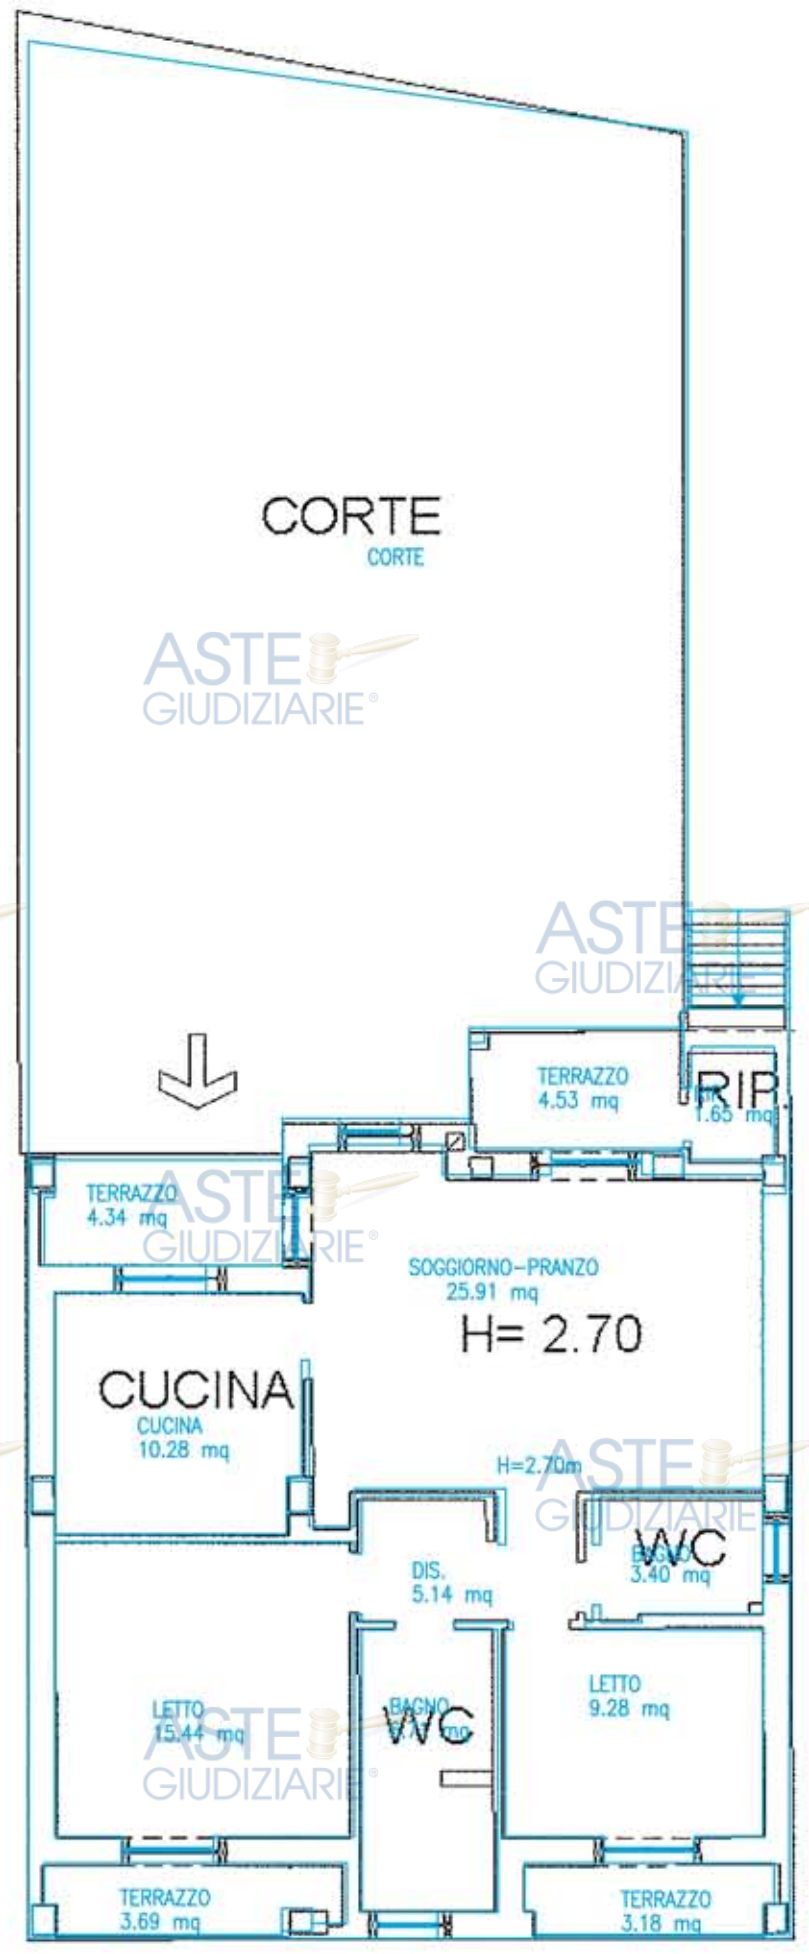 CORTE
CORTE
ASTE
GIUDIZIARIE®
ASTE
GIUDIZIARIE
TERRAZZO
4.53 mq
RIP.
1.65 mq
TERRAZZO
4.34 mq
ASTE
GIUDIZIARIE®
SOGGIORNO-PRANZO
25.91 mq
H= 2.70
CUCINA
CUCINA
10.28 mq
H=2.70m
ASTE
GIUDIZIARIE
WC
BAGNO
3.40 mq
DIS.
5.14 mq
LETTO
9.28 mq
LETTO
15.44 mq
BAGNO
WC
mq
ASTE
GIUDIZIARIE®
TERRAZZO
3.69 mq
TERRAZZO
3.18 mq